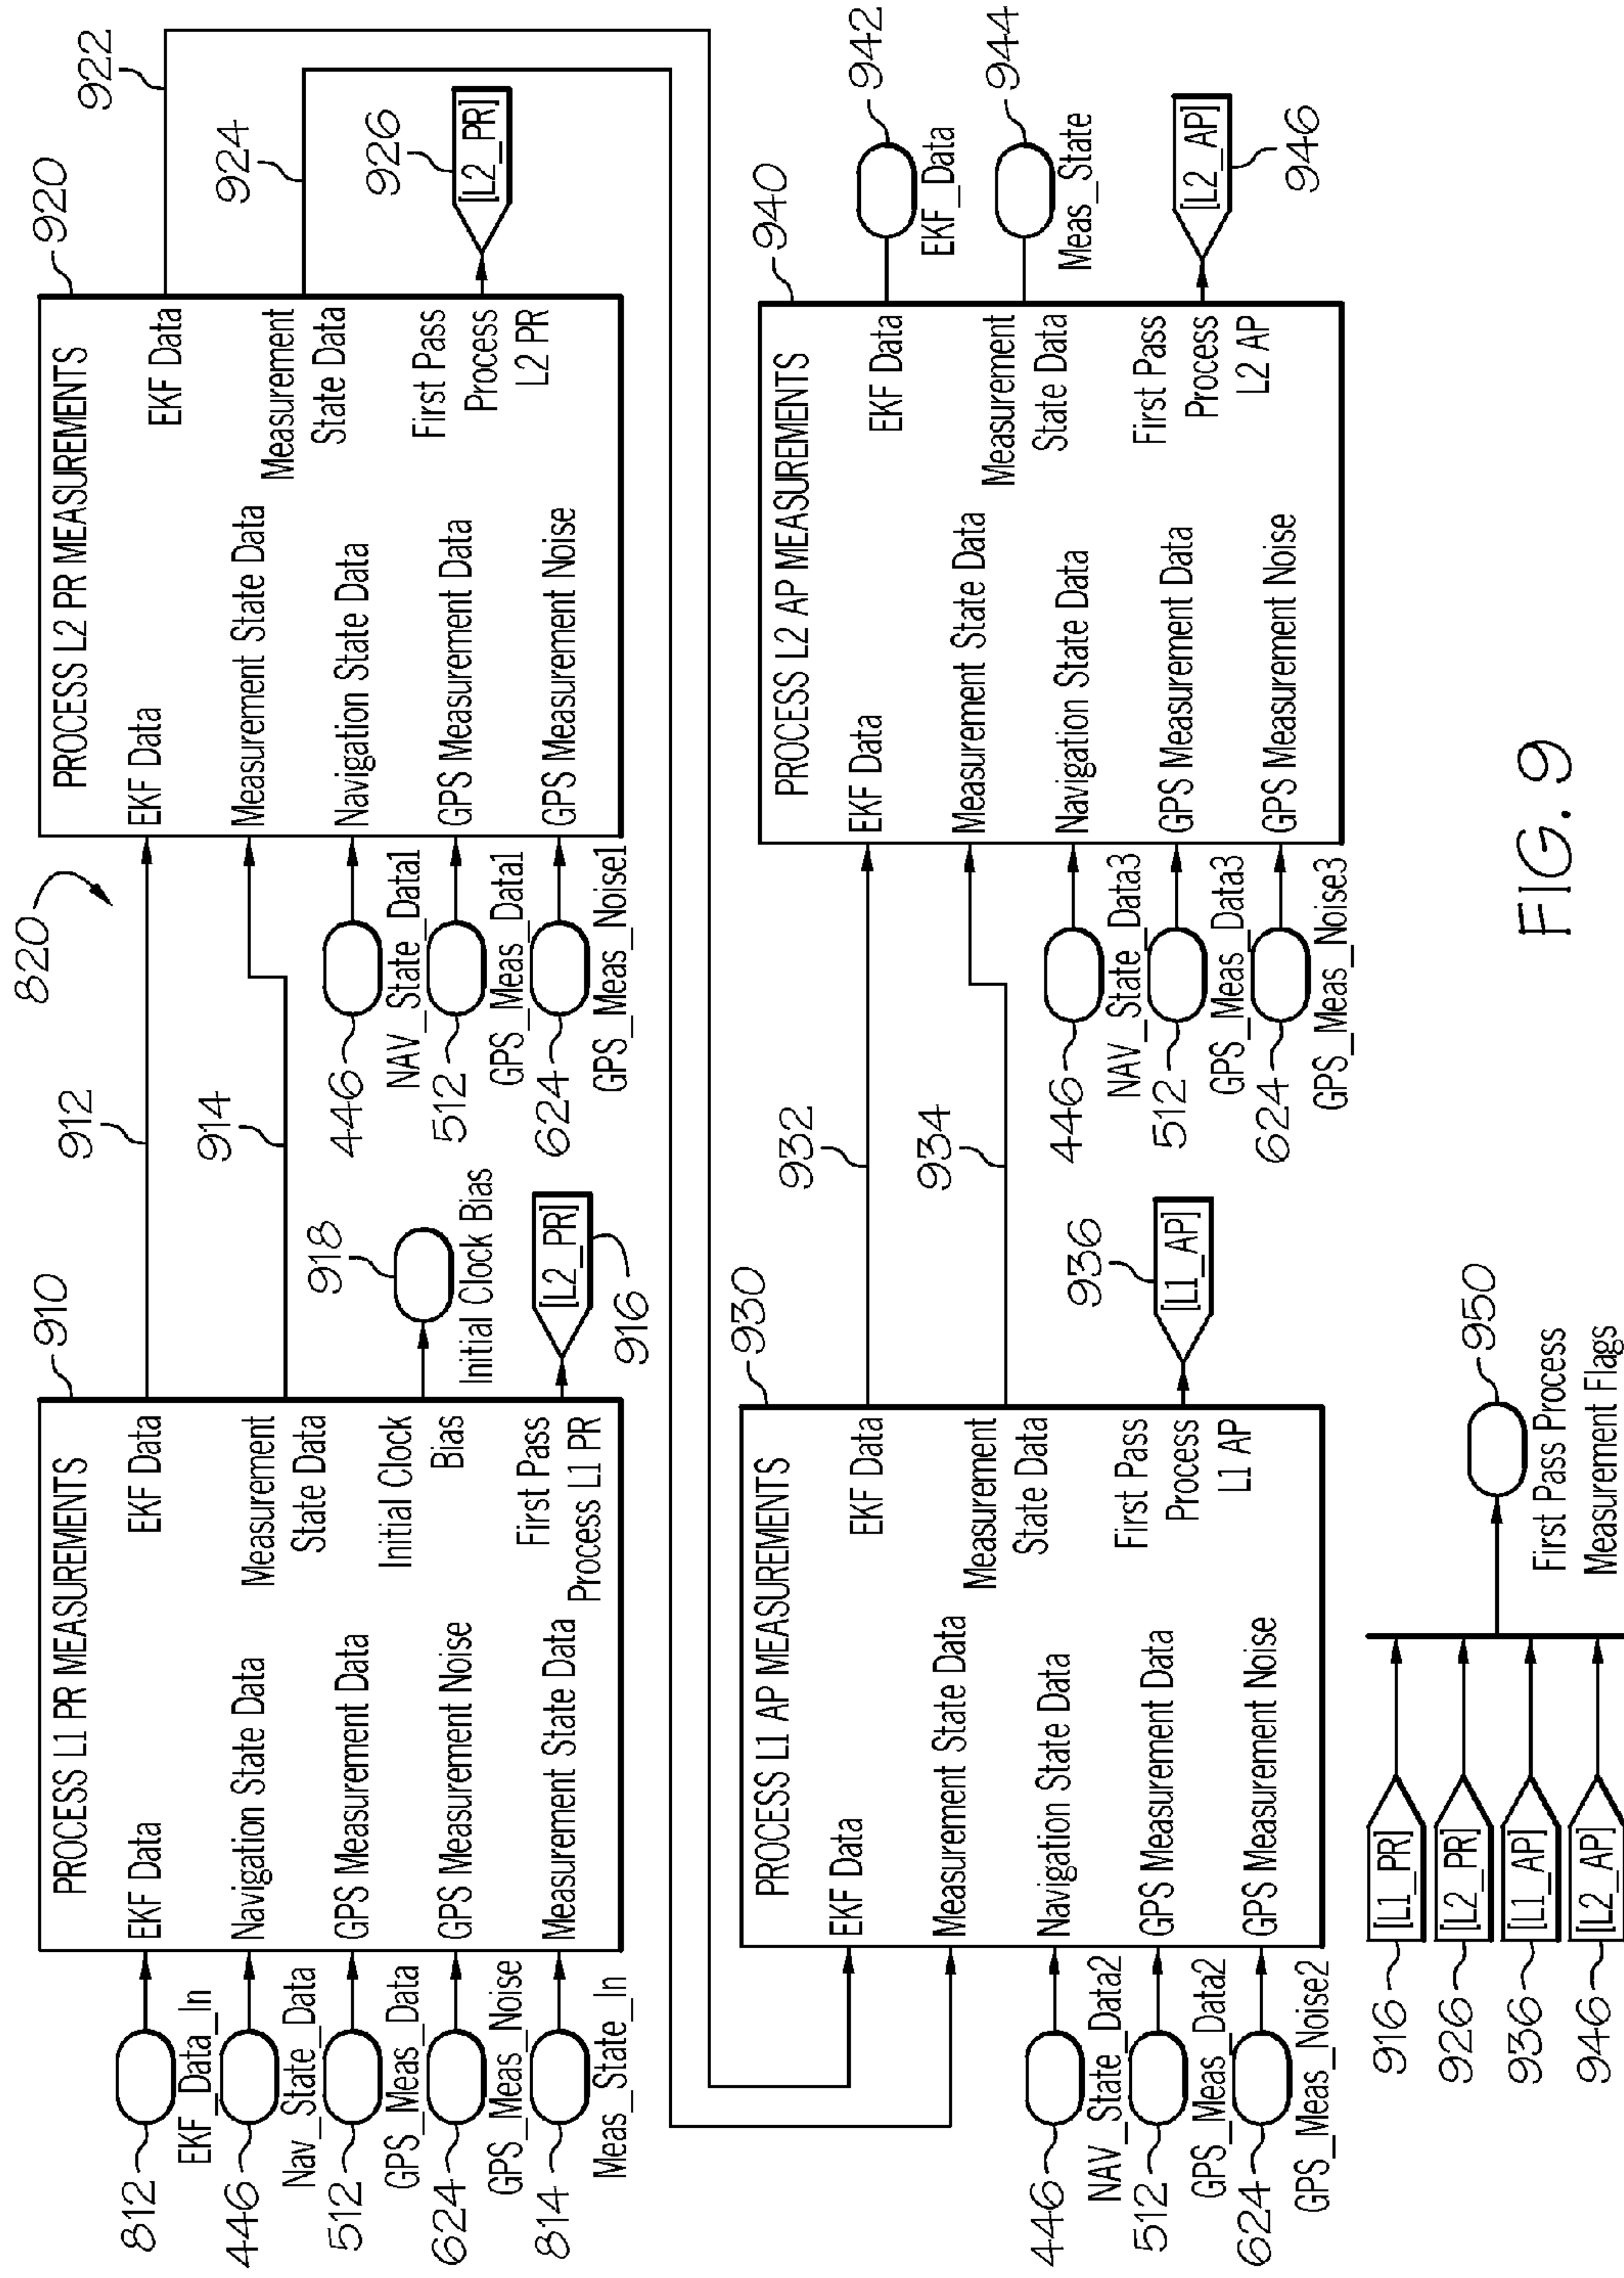 820
910
PROCESS L1 PR MEASUREMENTS
812
EKF_Data_In
EKF Data
446
Nav_State_Data
Navigation State Data
512
GPS_Meas_Data
GPS Measurement Data
624
GPS_Meas_Noise
GPS Measurement Noise
814
Meas_State_In
Measurement State Data
EKF Data
Measurement
State Data
Initial Clock
Bias
First Pass
Process L1 PR
912
914
918
Initial Clock Bias
[L2_PR]
916
920
PROCESS L2 PR MEASUREMENTS
EKF Data
Measurement State Data
446
NAV_State_Data1
Navigation State Data
512
GPS_Meas_Data1
GPS Measurement Data
624
GPS_Meas_Noise1
GPS Measurement Noise
EKF Data
Measurement
State Data
First Pass
Process
L2 PR
922
924
926
[L2_PR]
930
PROCESS L1 AP MEASUREMENTS
EKF Data
Measurement State Data
446
NAV_State_Data2
Navigation State Data
512
GPS_Meas_Data2
GPS Measurement Data
624
GPS_Meas_Noise2
GPS Measurement Noise
EKF Data
Measurement
State Data
First Pass
Process
L1 AP
932
934
936
[L1_AP]
940
PROCESS L2 AP MEASUREMENTS
EKF Data
Measurement State Data
446
NAV_State_Data3
Navigation State Data
512
GPS_Meas_Data3
GPS Measurement Data
624
GPS_Meas_Noise3
GPS Measurement Noise
EKF Data
Measurement
State Data
First Pass
Process
L2 AP
942
EKF_Data
944
Meas_State
[L2_AP]
946
916
[L1_PR]
926
[L2_PR]
936
[L1_AP]
946
[L2_AP]
950
First Pass Process
Measurement Flags
FIG. 9